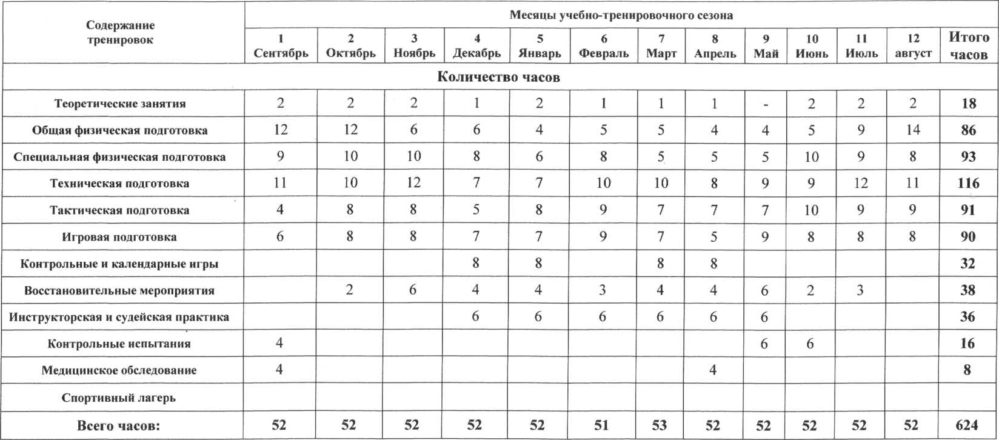 Содержание тренировок Месяцы учебно-тренировочного сезона
1 Сентябрь 2 Октябрь 3 Ноябрь 4 Декабрь 5 Январь 6 Февраль 7 Март 8 Апрель 9 Май 10 Июнь 11 Июль 12 август Итого часов
Количество часов
Теоретические занятия 2 2 2 1 2 1 1 1 - 2 2 2 18
Общая физическая подготовка 12 12 6 6 4 5 5 4 4 5 9 14 86
Специальная физическая подготовка 9 10 10 8 6 8 5 5 5 10 9 8 93
Техническая подготовка 11 10 12 7 7 10 10 8 9 9 12 11 116
Тактическая подготовка 4 8 8 5 8 9 7 7 7 10 9 9 91
Игровая подготовка 6 8 8 7 7 9 7 5 9 8 8 8 90
Контрольные и календарные игры 8 8 8 8 32
Восстановительные мероприятия 2 6 4 4 3 4 4 6 2 3 38
Инструкторская и судейская практика 6 6 6 6 6 6 36
Контрольные испытания 4 6 6 16
Медицинское обследование 4 4 8
Спортивный лагерь
Всего часов: 52 52 52 52 52 51 53 52 52 52 52 52 624